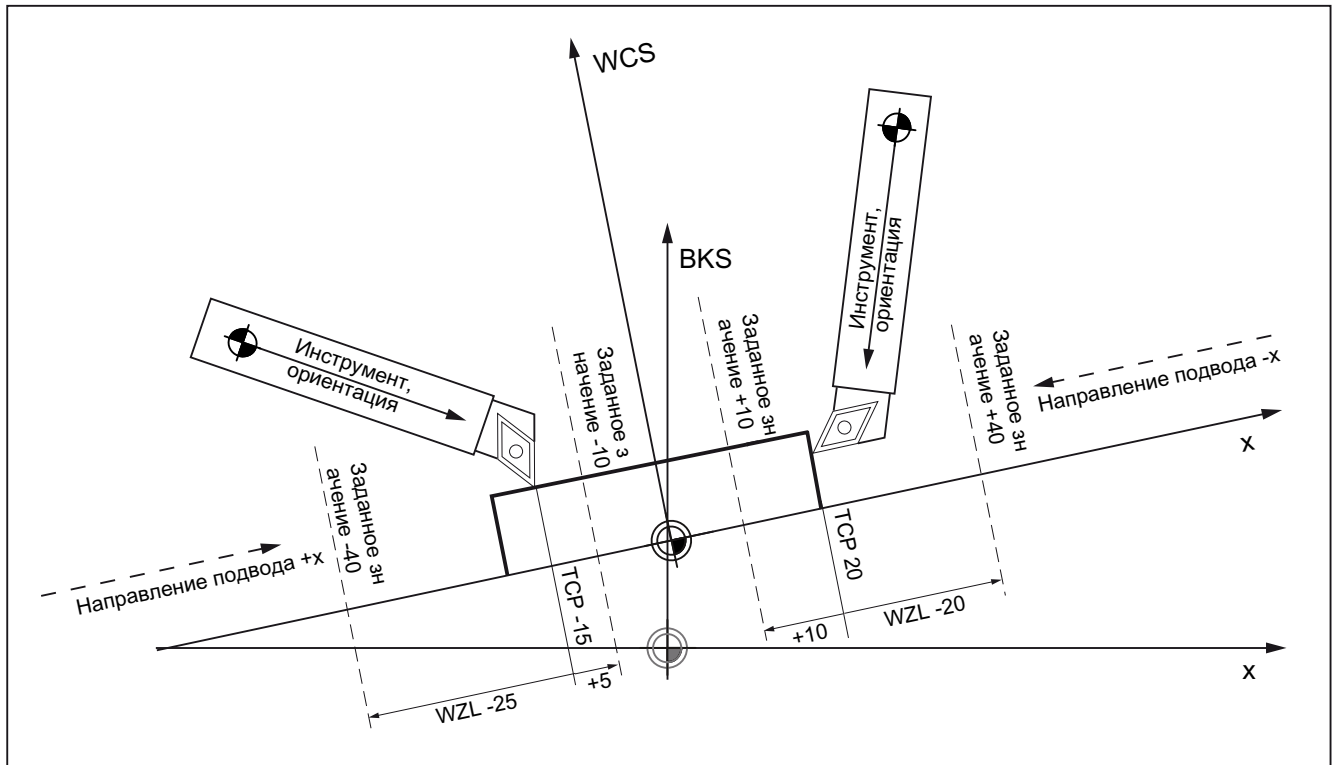 WCS
BKS
Инструмент,
ориентация
Инструмент,
ориентация
Заданное зн
ачение -40
Заданное з
начение -10
Заданное зн
ачение +10
Заданное зн
ачение +40
Направление подвода -x
Направление подвода +x
x
TCP -15
TCP 20
WZL -25
+5
+10
WZL -20
x